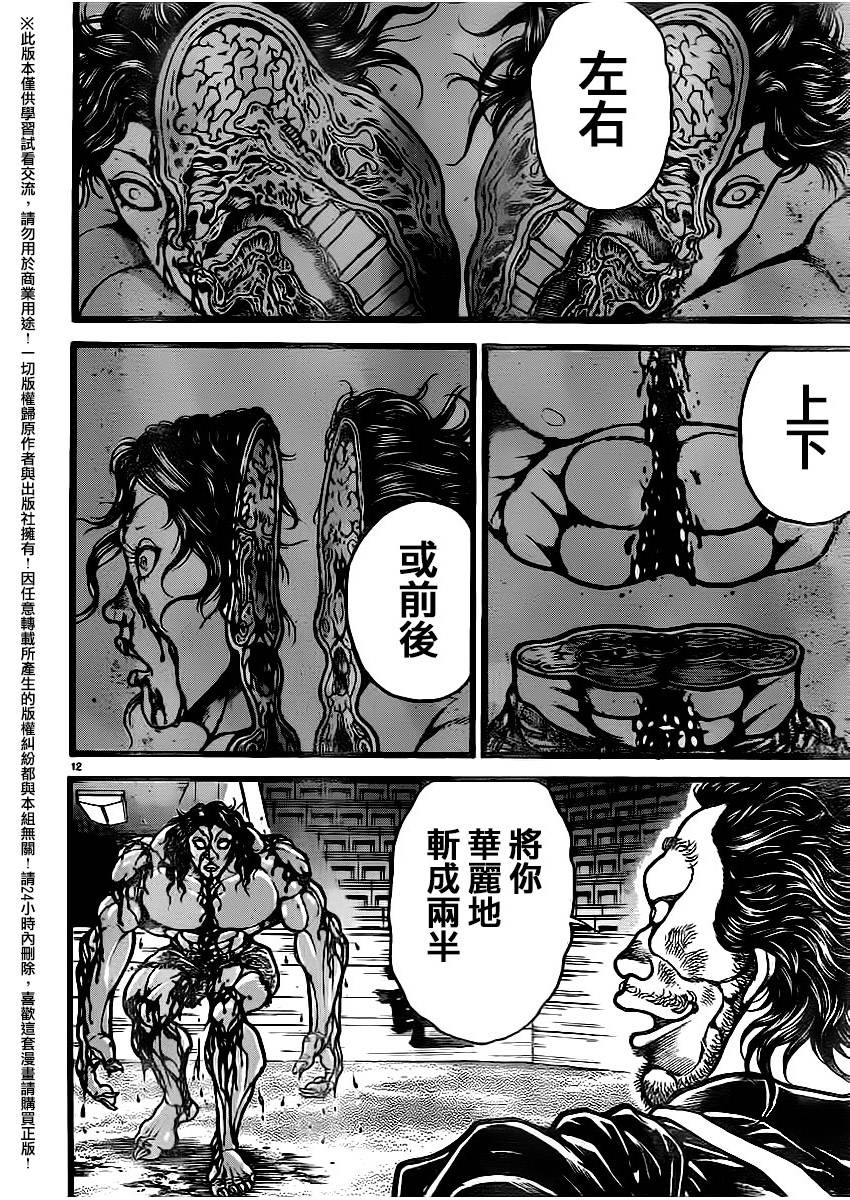 左右
上下
或前後
12
將你
華麗地
斬成兩半
※此版本僅供學習試看交流，請勿用於商業用途！一切版權歸原作者與出版社擁有！因任意轉載所產生的版權糾紛都與本組無關！請24小時內刪除，喜歡這套漫畫請購買正版！